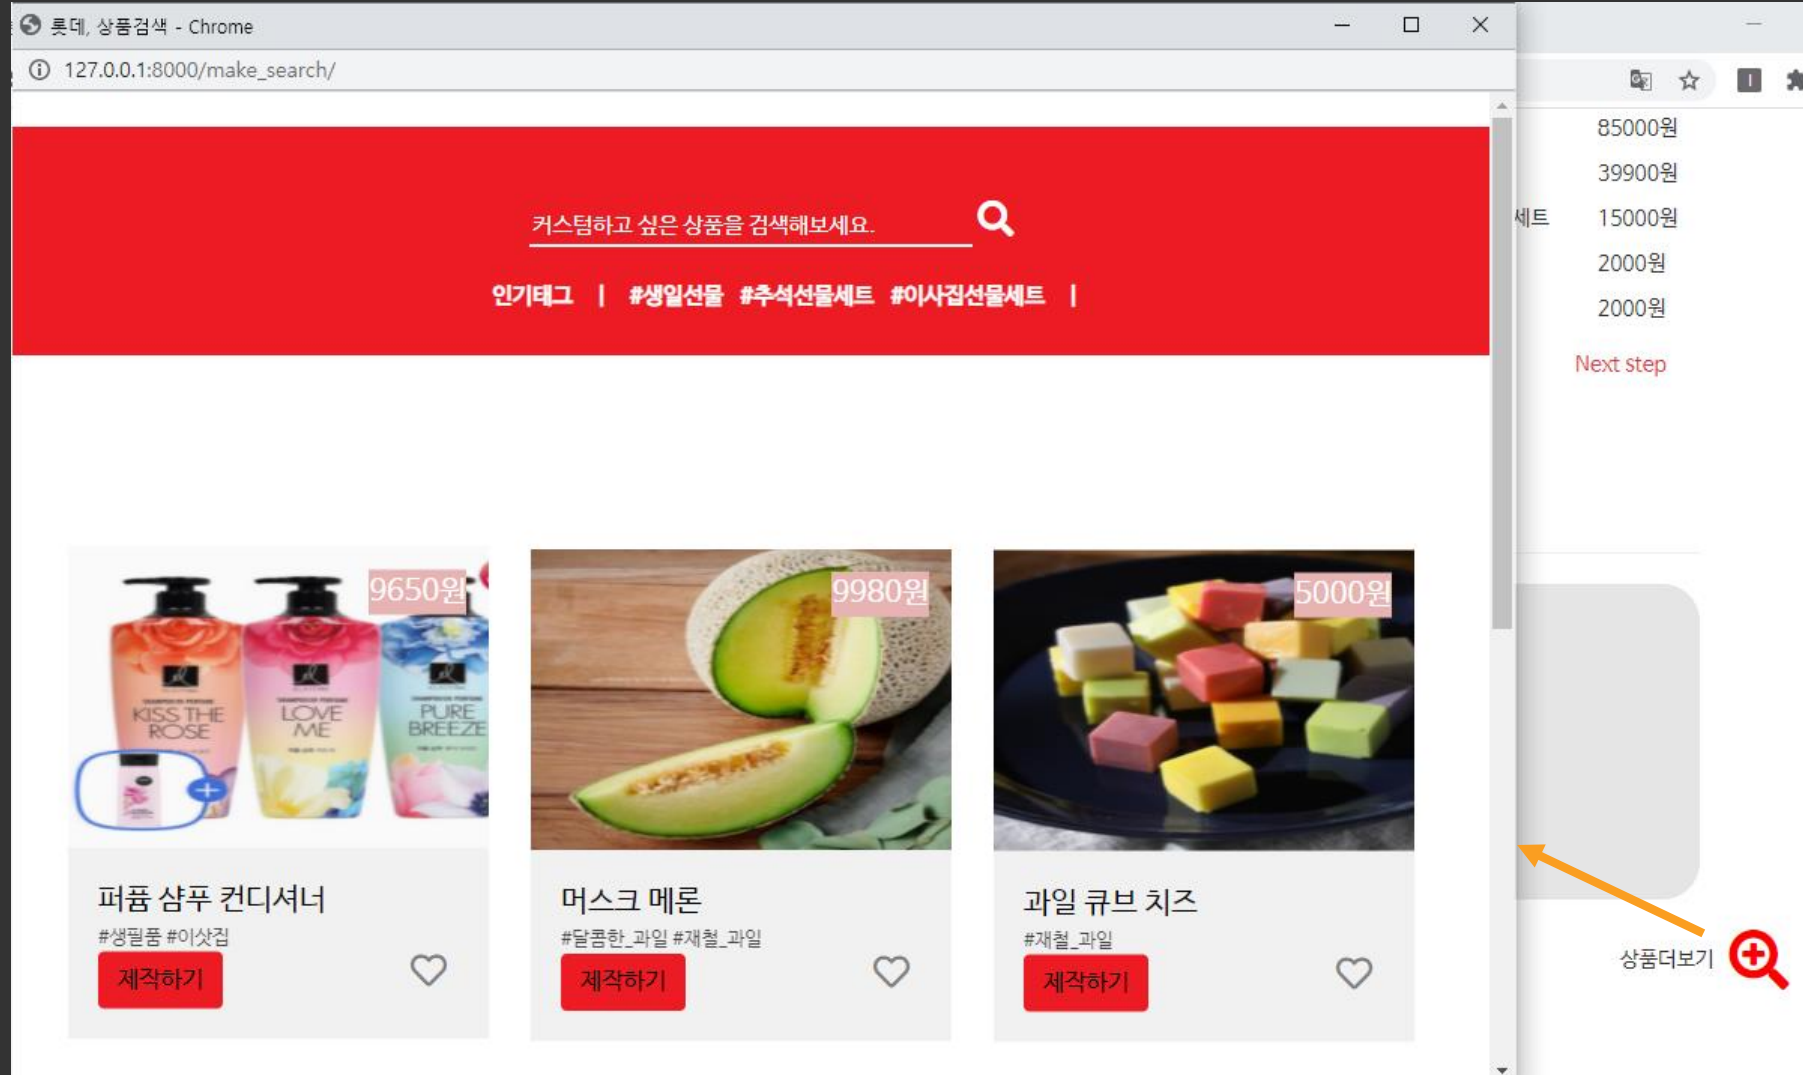 롯데, 상품검색 - Chrome
127.0.0.1:8000/make_search/
커스텀하고 싶은 상품을 검색해보세요.
인기태그 | #생일선물 #추석선물세트 #이사집선물세트 |
9650원
KISS THE
ROSE
LOVE
ME
PURE
BREEZE
퍼퓸 샴푸 컨디셔너
#생필품 #이삿집
제작하기
9980원
머스크 메론
#달콤한_과일 #재철_과일
제작하기
5000원
과일 큐브 치즈
#재철_과일
제작하기
85000원
39900원
세트 15000원
2000원
2000원
Next step
상품더보기